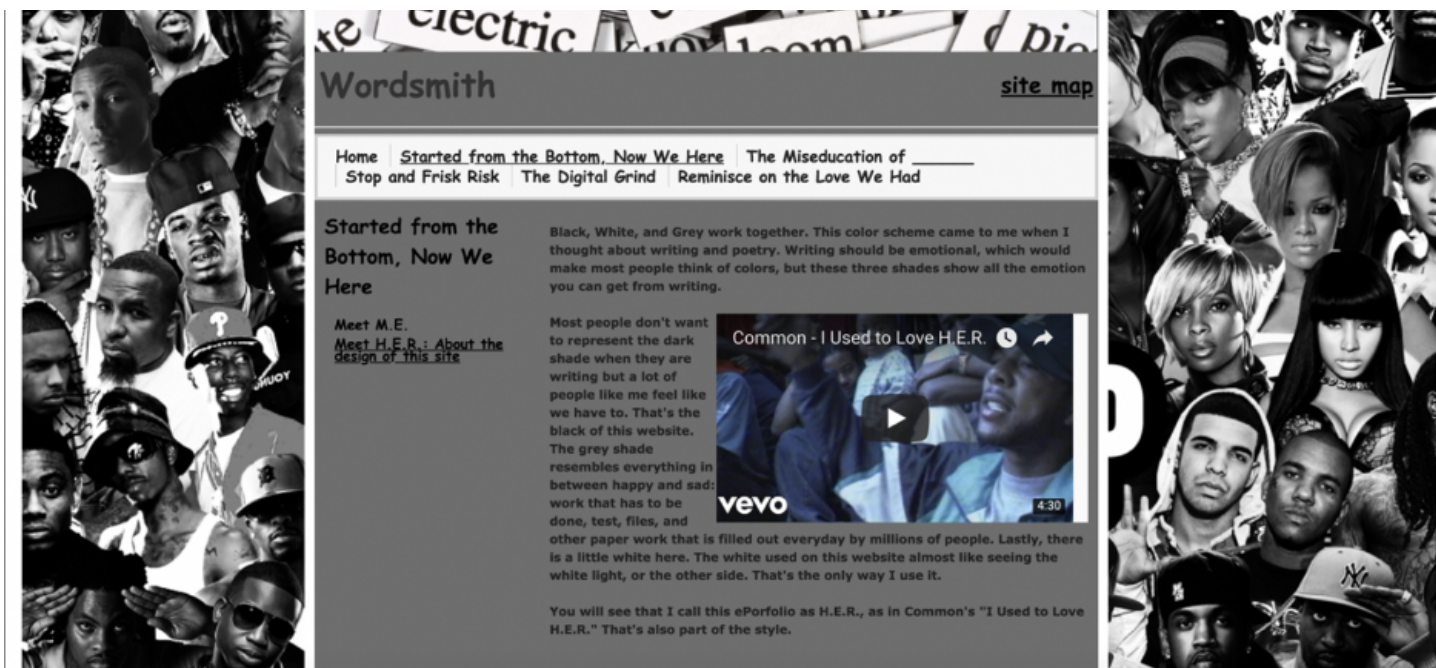 electric
loom
Wordsmith
site map
Home
Started from the Bottom, Now We Here
The Miseducation of ______
Stop and Frisk Risk
The Digital Grind
Reminisce on the Love We Had
Started from the
Bottom, Now We
Here
Meet M.E.
Meet H.E.R.: About the
design of this site
Black, White, and Grey work together. This color scheme came to me when I
thought about writing and poetry. Writing should be emotional, which would
make most people think of colors, but these three shades show all the emotion
you can get from writing.
Most people don't want
to represent the dark
shade when they are
writing but a lot of
people like me feel like
we have to. That's the
black of this website.
The grey shade
resembles everything in
between happy and sad:
work that has to be
done, test, files, and
other paper work that is filled out everyday by millions of people. Lastly, there
is a little white here. The white used on this website almost like seeing the
white light, or the other side. That's the only way I use it.
Common - I Used to Love H.E.R.
vevo
4:30
You will see that I call this ePorfolio as H.E.R., as in Common's "I Used to Love
H.E.R." That's also part of the style.